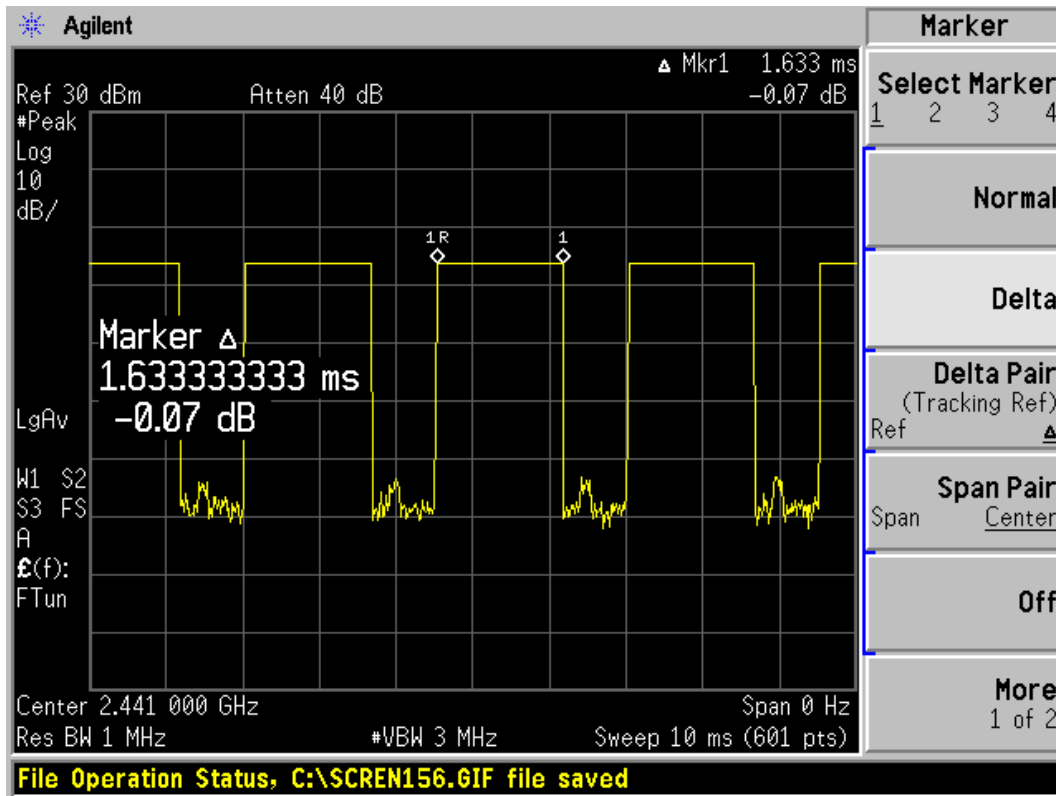 Agilent
Marker
Δ Mkr1 1.633 ms
Ref 30 dBm Atten 40 dB -0.07 dB
#Peak
Log
10
dB/
1R 1
Marker Δ
1.633333333 ms
-0.07 dB
LgAv
W1 S2
S3 FS
A
£(f):
FTun
Center 2.441 000 GHz Span 0 Hz
Res BW 1 MHz #VBW 3 MHz Sweep 10 ms (601 pts)
Select Marker
1 2 3 4
Normal
Delta
Delta Pair
(Tracking Ref)
Ref Δ
Span Pair
Span Center
Off
More
1 of 2
File Operation Status, C:\SCREN156.GIF file saved